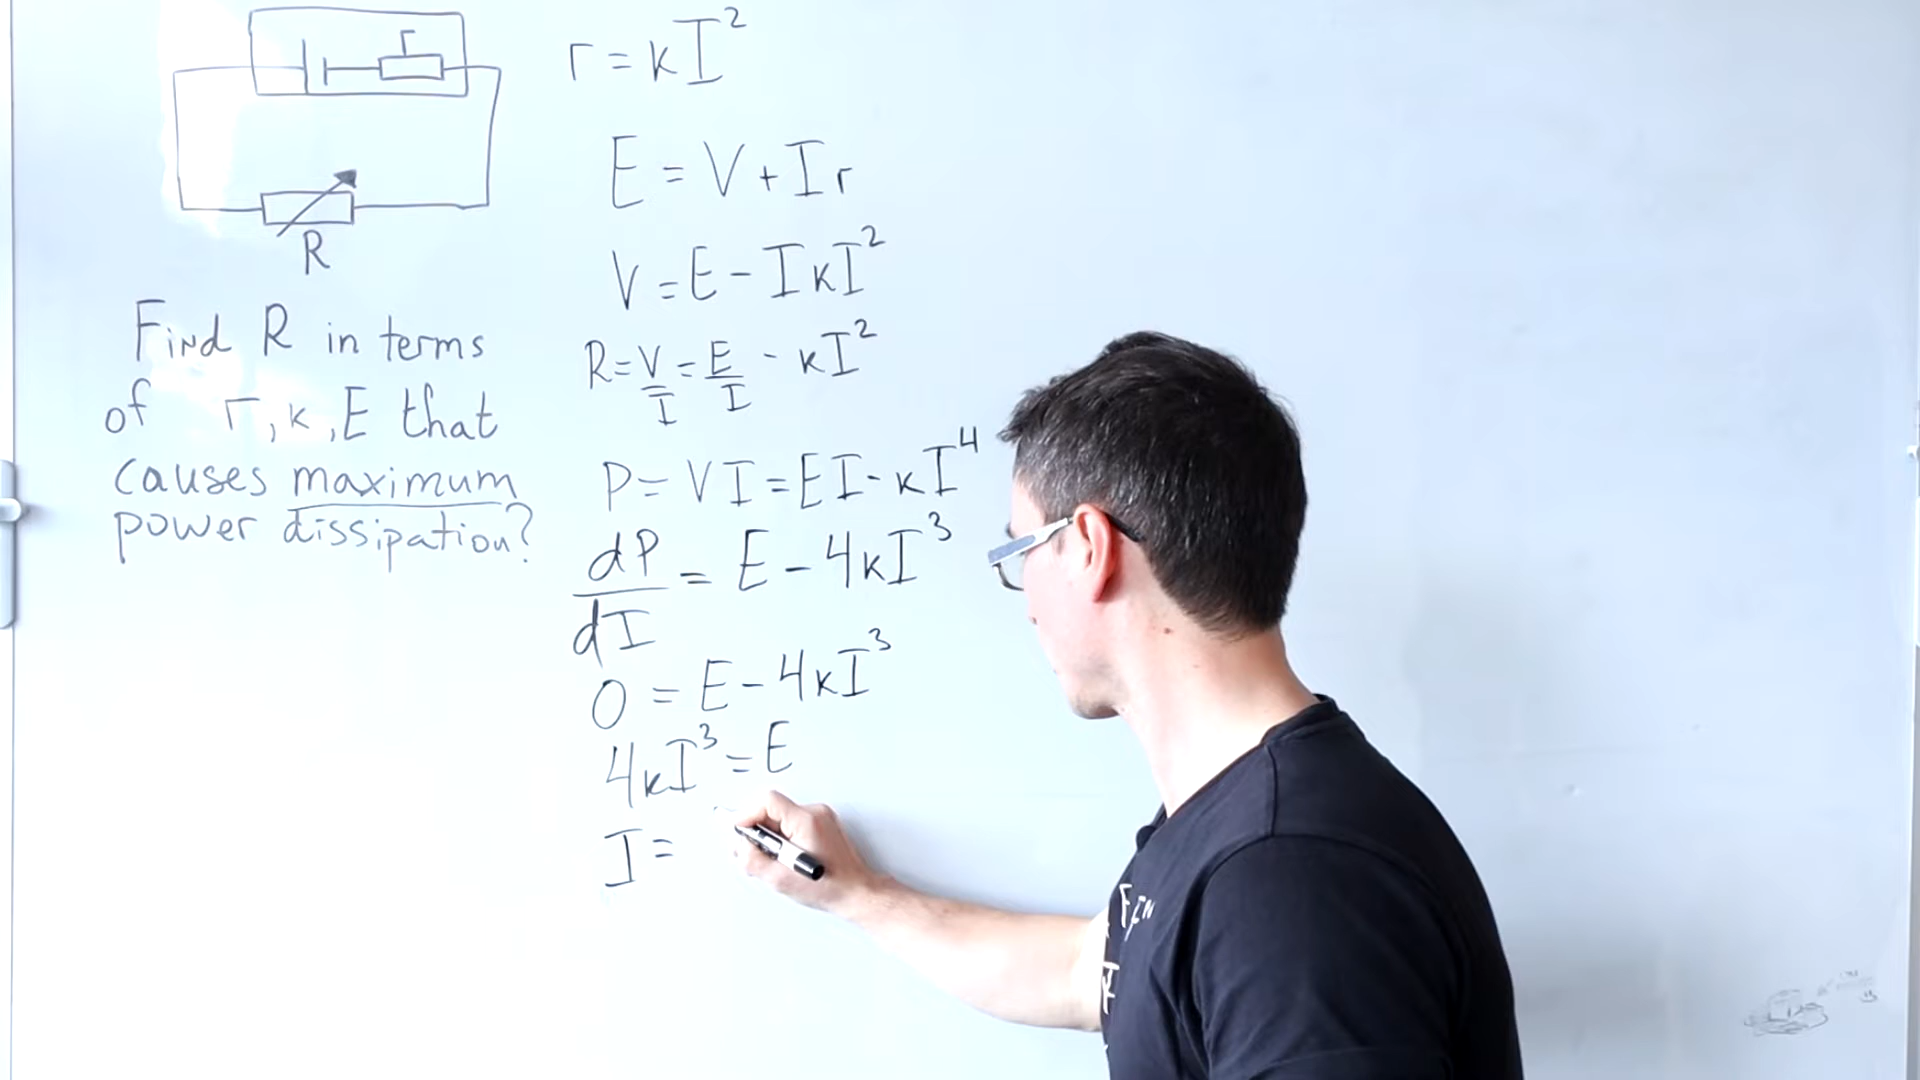 r
R
Find R in terms
of r, k, E that
causes maximum
power dissipation?
r = kI²
E = V + Ir
V = E - IkI²
R = V/I = E/I - kI²
P = VI = EI - kI⁴
dP/dI = E - 4kI³
0 = E - 4kI³
4kI³ = E
I =